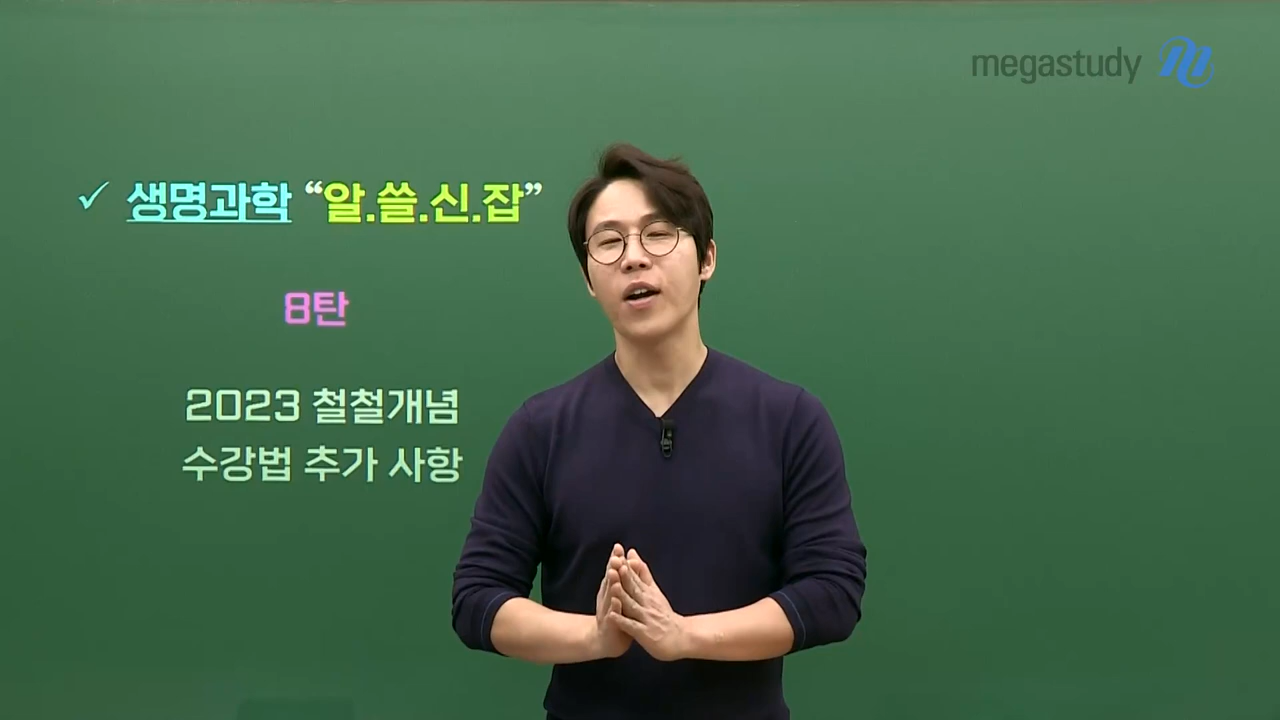 megastudy
✓ 생명과학 “알.쓸.신.잡”
8탄
2023 철철개념
수강법 추가 사항